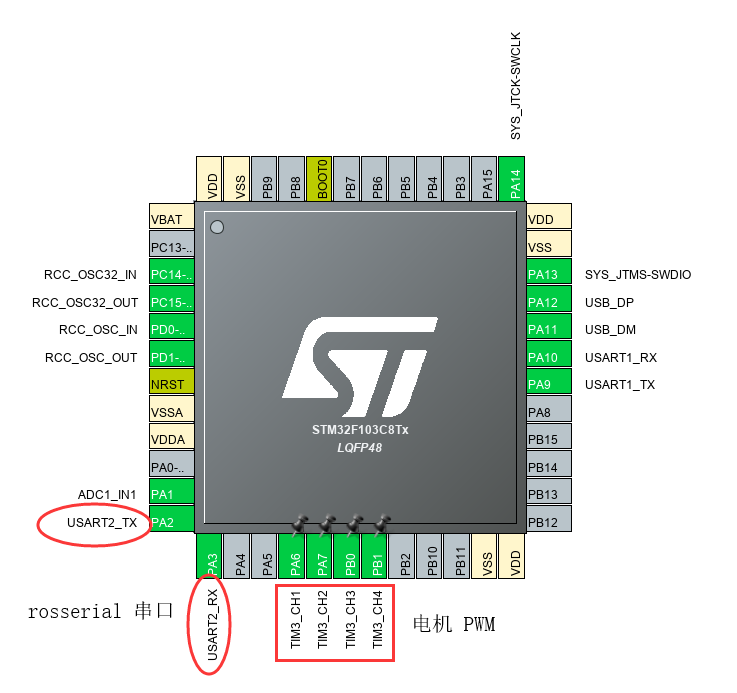 SYS_JTCK-SWCLK
VDD
VSS
PB9
PB8
BOOT0
PB7
PB6
PB5
PB4
PB3
PA15
PA14
VBAT
PC13-..
RCC_OSC32_IN PC14-..
RCC_OSC32_OUT PC15-..
RCC_OSC_IN PD0-..
RCC_OSC_OUT PD1-..
NRST
VSSA
VDDA
PA0-..
ADC1_IN1 PA1
USART2_TX PA2
VDD
VSS
PA13 SYS_JTMS-SWDIO
PA12 USB_DP
PA11 USB_DM
PA10 USART1_RX
PA9 USART1_TX
PA8
PB15
PB14
PB13
PB12
STM32F103C8Tx
LQFP48
PA3
PA4
PA5
PA6
PA7
PB0
PB1
PB2
PB10
PB11
VSS
VDD
rosserial 串口
USART2_RX
TIM3_CH1
TIM3_CH2
TIM3_CH3
TIM3_CH4
电机 PWM